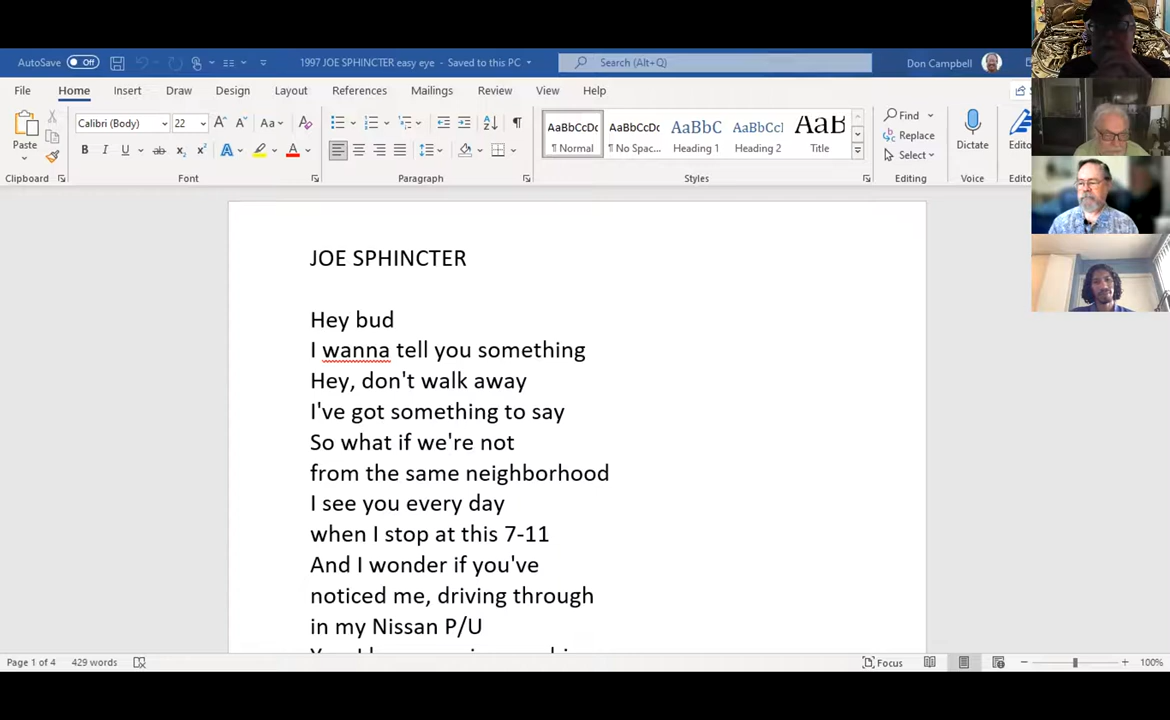 AutoSave Off 1997 JOE SPHINCTER easy eye - Saved to this PC Search (Alt+Q) Don Campbell
File Home Insert Draw Design Layout References Mailings Review View Help
Paste Calibri (Body) 22 AaBbCcDc AaBbCcDc AaBbC AaBbCcI AaB Find Replace Select Dictate
¶ Normal ¶ No Spac... Heading 1 Heading 2 Title
Clipboard Font Paragraph Styles Editing Voice
JOE SPHINCTER
Hey bud
I wanna tell you something
Hey, don't walk away
I've got something to say
So what if we're not
from the same neighborhood
I see you every day
when I stop at this 7-11
And I wonder if you've
noticed me, driving through
in my Nissan P/U
Page 1 of 4 429 words Focus 100%